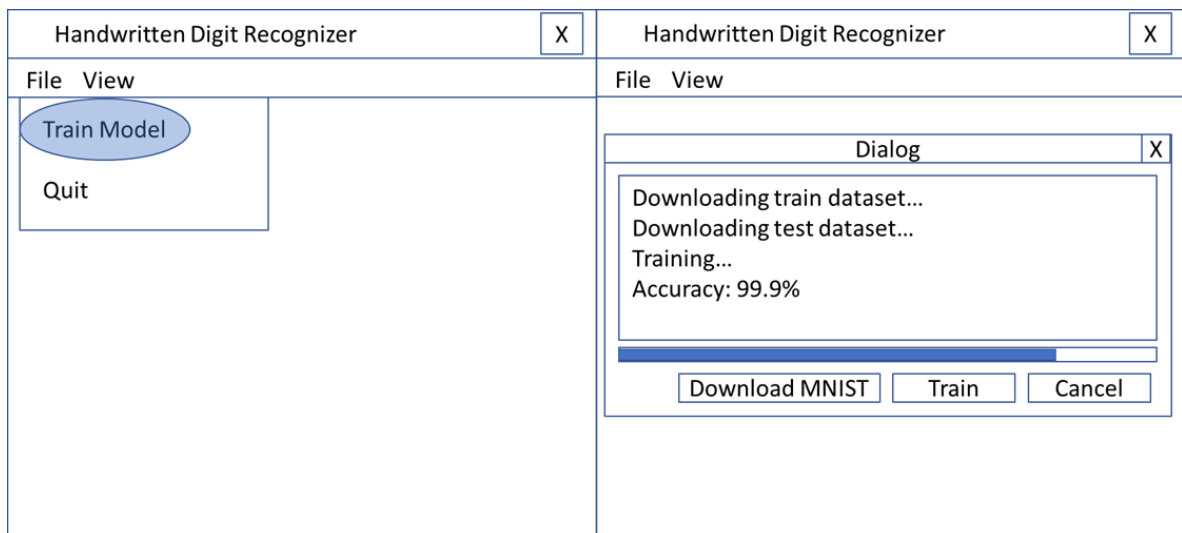 Handwritten Digit Recognizer X
File View
Train Model
Quit
Handwritten Digit Recognizer X
File View
Dialog X
Downloading train dataset...
Downloading test dataset...
Training...
Accuracy: 99.9%
Download MNIST Train Cancel